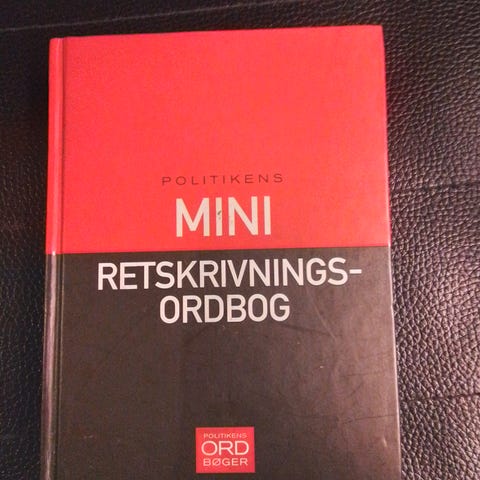 POLITIKENS
MINI
RETSKRIVNINGS-
ORDBOG
POLITIKENS
ORD
BØGER